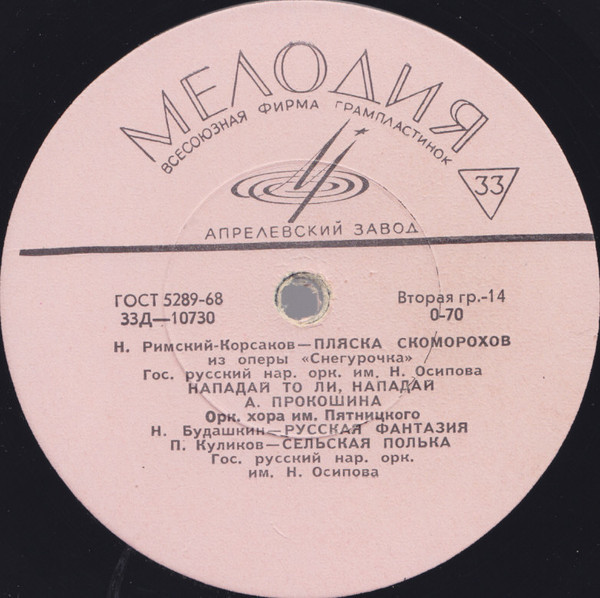 МЕЛОДИЯ
ВСЕСОЮЗНАЯ ФИРМА ГРАМПЛАСТИНОК
33
АПРЕЛЕВСКИЙ ЗАВОД
ГОСТ 5289-68 Вторая гр.-14
33Д—10730 0-70
Н. Римский-Корсаков—ПЛЯСКА СКОМОРОХОВ
из оперы «Снегурочка»
Гос. русский нар. орк. им. Н. Осипова
НАПАДАЙ ТО ЛИ, НАПАДАЙ
А. ПРОКОШИНА
Орк. хора им. Пятницкого
Н. Будашкин—РУССКАЯ ФАНТАЗИЯ
П. Куликов—СЕЛЬСКАЯ ПОЛЬКА
Гос. русский нар. орк.
им. Н. Осипова